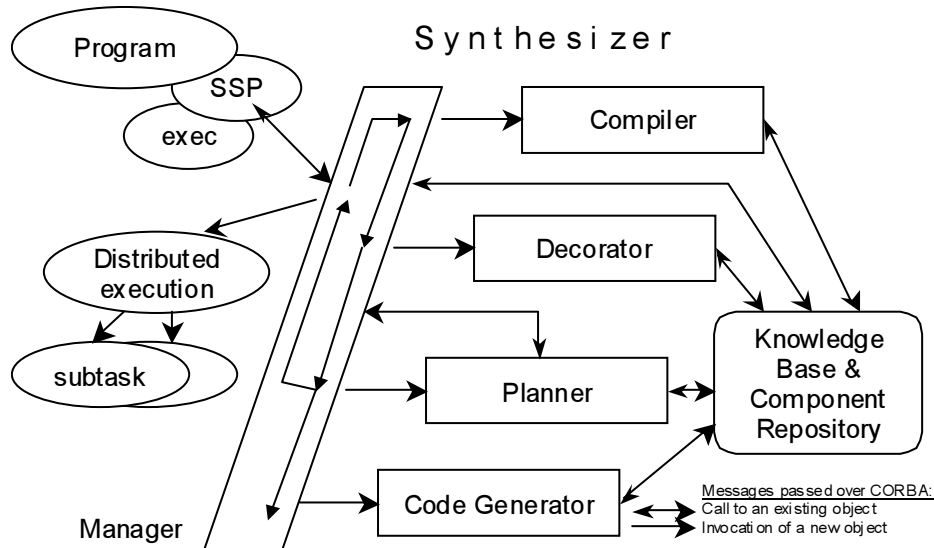 Synthesizer
Program
SSP
exec
Compiler
Decorator
Distributed
execution
subtask
Planner
Knowledge
Base &
Component
Repository
Code Generator
Manager
Messages passed over CORBA:
Call to an existing object
Invocation of a new object